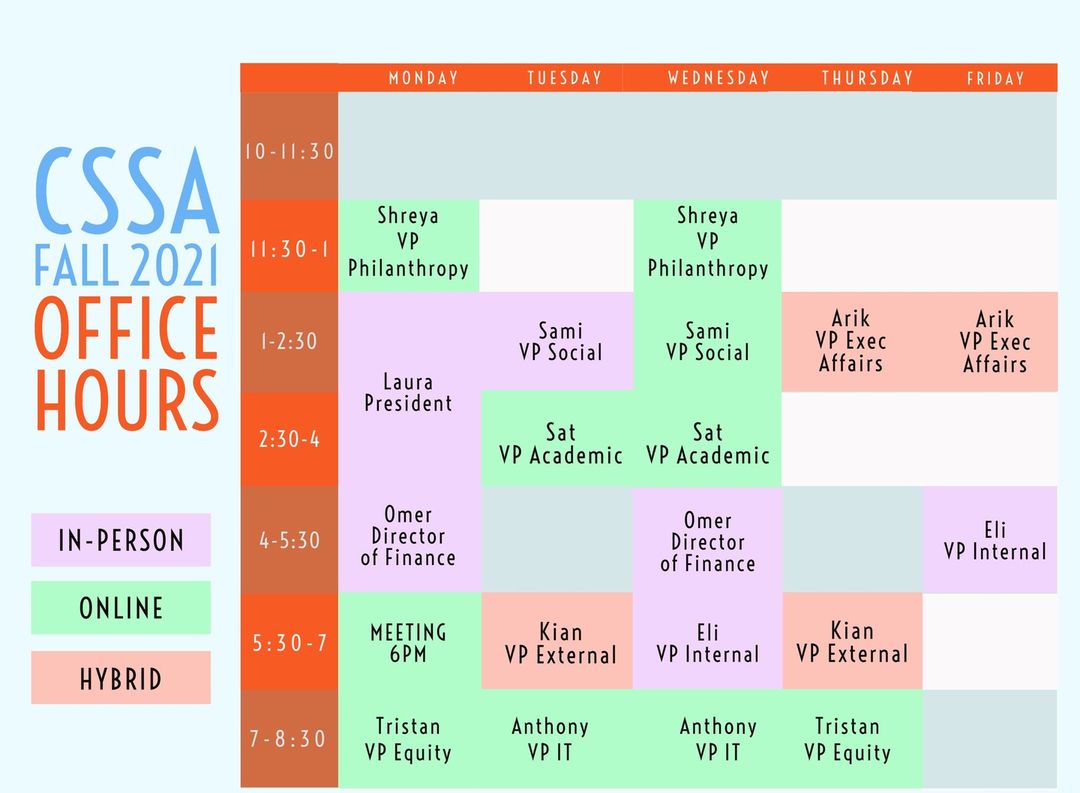 MONDAY TUESDAY WEDNESDAY THURSDAY FRIDAY
CSSA
FALL 2021
OFFICE
HOURS
IN-PERSON
ONLINE
HYBRID
10-11:30
11:30-1
Shreya
VP
Philanthropy
Shreya
VP
Philanthropy
1-2:30
Laura
President
Sami
VP Social
Sami
VP Social
Arik
VP Exec
Affairs
Arik
VP Exec
Affairs
2:30-4
Sat
VP Academic
Sat
VP Academic
4-5:30
Omer
Director
of Finance
Omer
Director
of Finance
Eli
VP Internal
5:30-7
MEETING
6PM
Kian
VP External
Eli
VP Internal
Kian
VP External
7-8:30
Tristan
VP Equity
Anthony
VP IT
Anthony
VP IT
Tristan
VP Equity